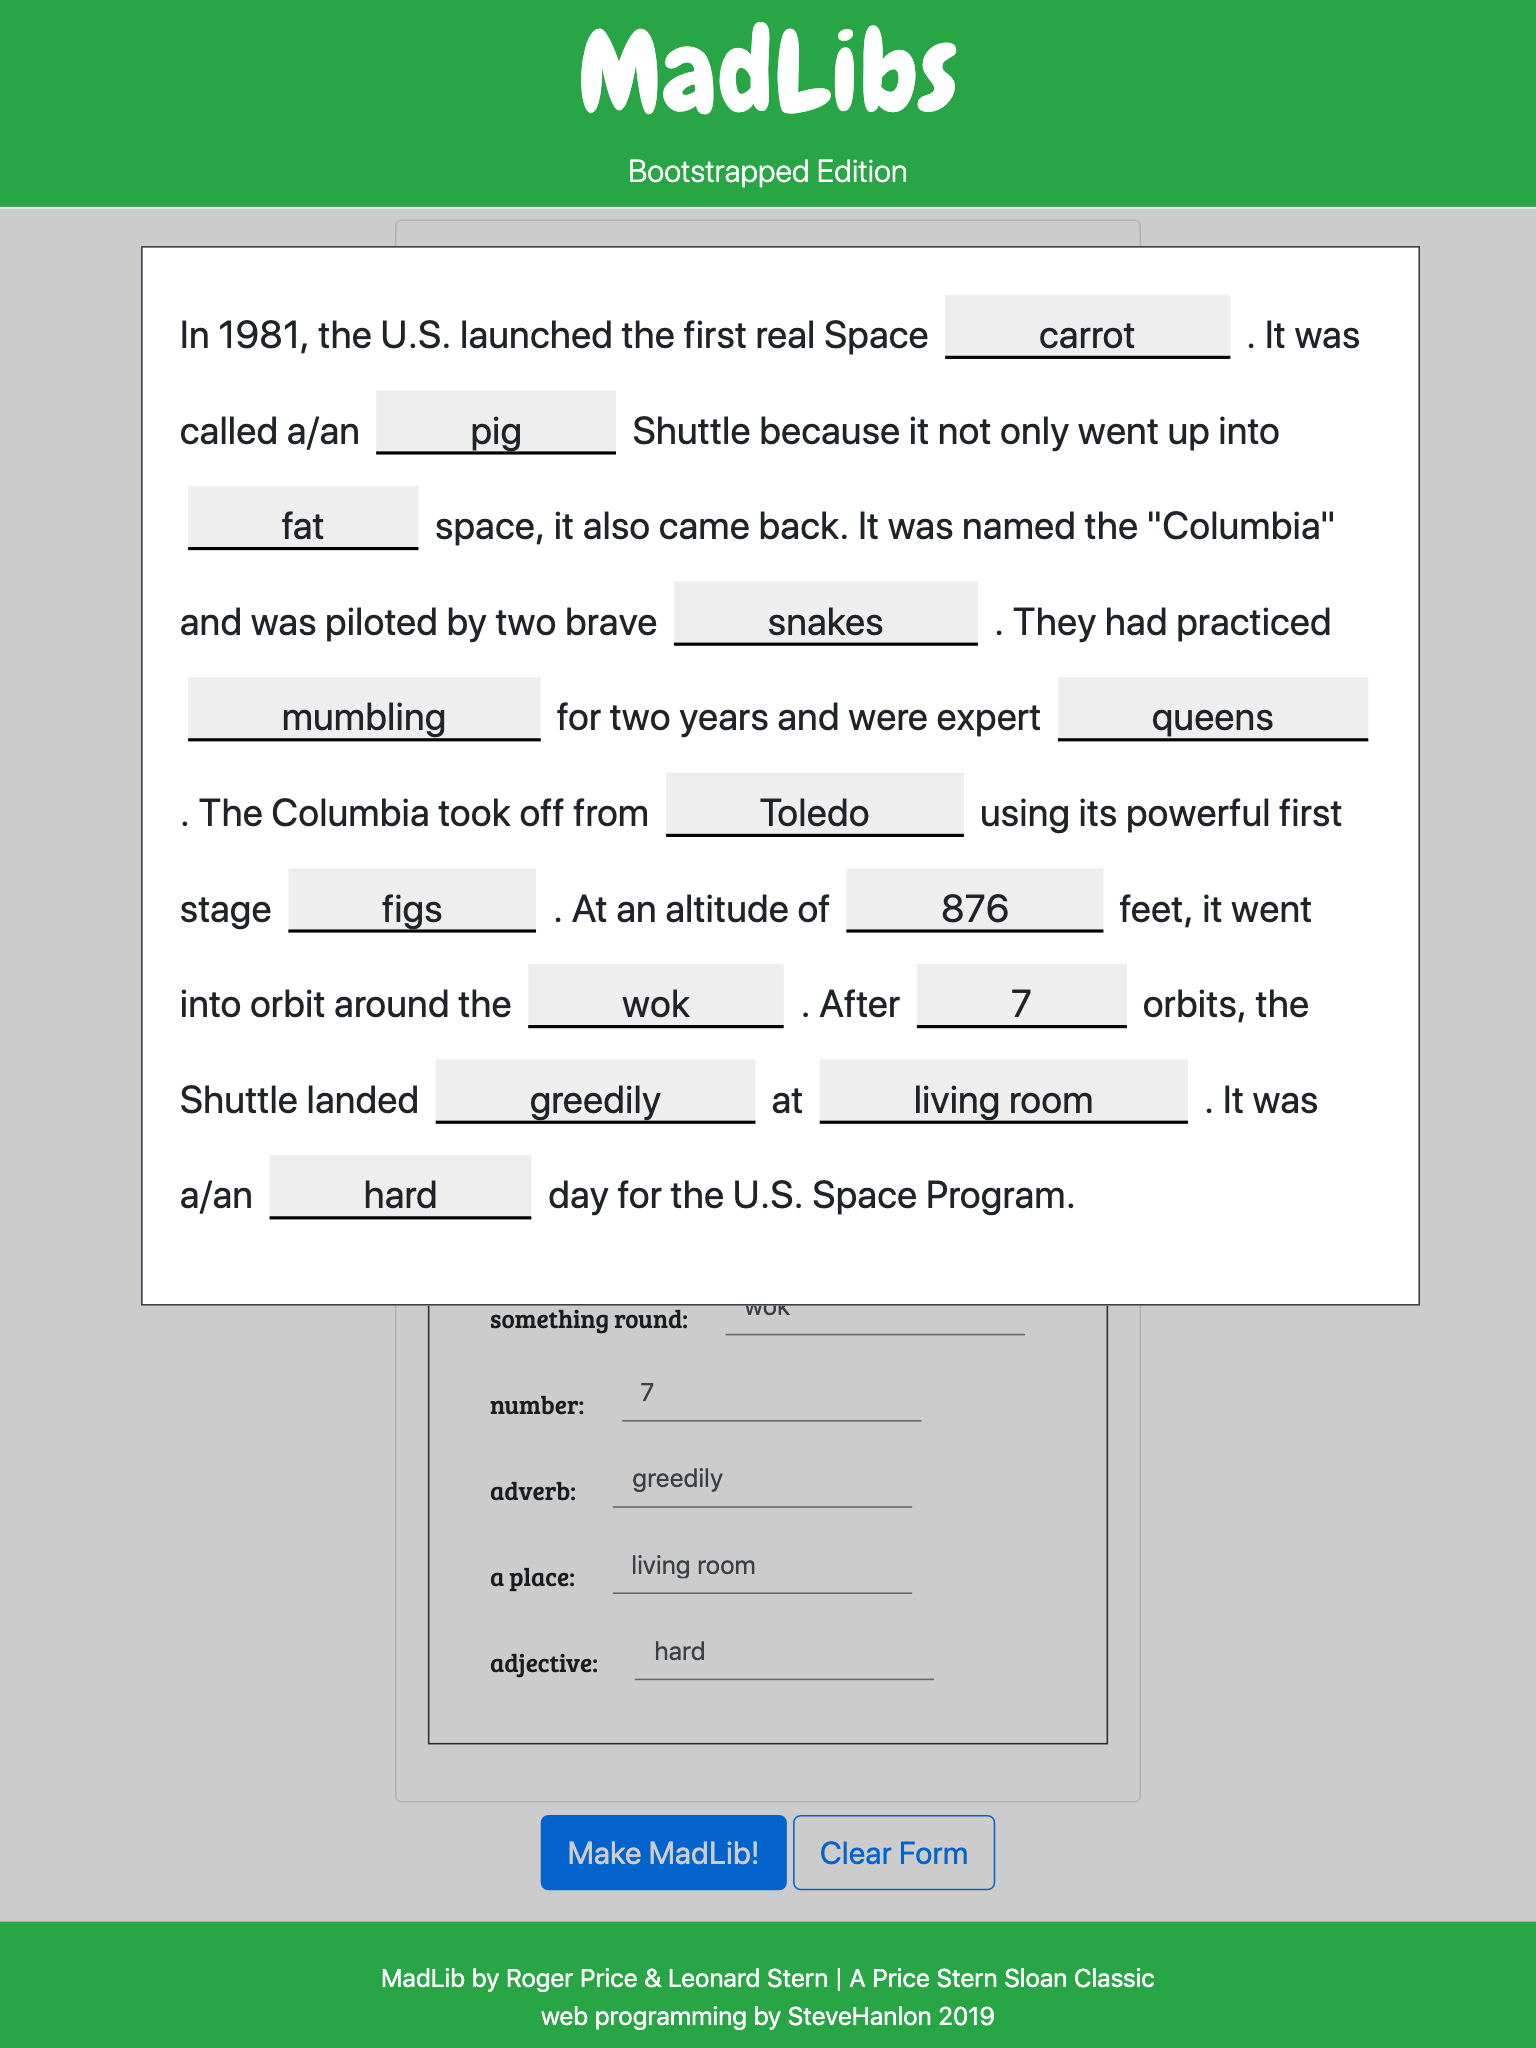 MadLibs
Bootstrapped Edition
In 1981, the U.S. launched the first real Space carrot . It was
called a/an pig Shuttle because it not only went up into
fat space, it also came back. It was named the "Columbia"
and was piloted by two brave snakes . They had practiced
mumbling for two years and were expert queens
. The Columbia took off from Toledo using its powerful first
stage figs . At an altitude of 876 feet, it went
into orbit around the wok . After 7 orbits, the
Shuttle landed greedily at living room . It was
a/an hard day for the U.S. Space Program.
something round: wok
number: 7
adverb: greedily
a place: living room
adjective: hard
Make MadLib! Clear Form
MadLib by Roger Price & Leonard Stern | A Price Stern Sloan Classic
web programming by SteveHanlon 2019